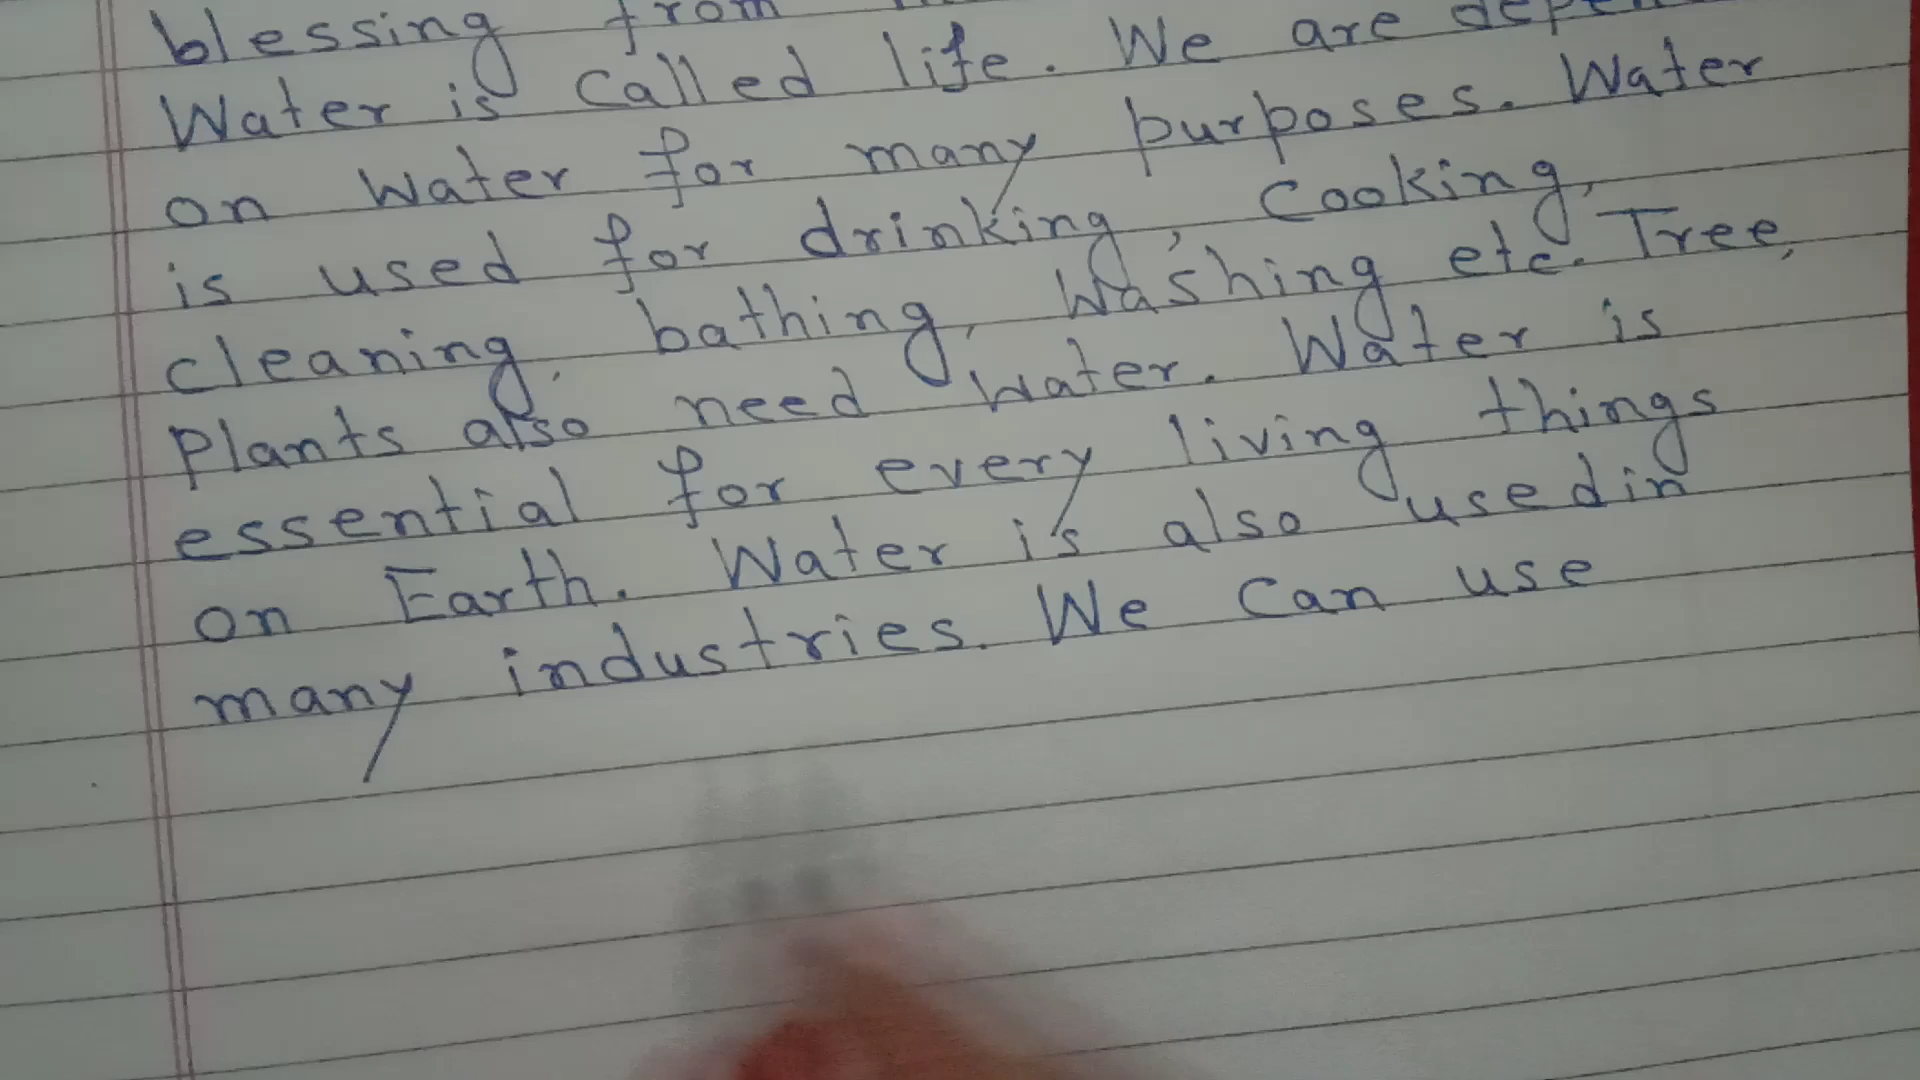 blessing from
Water is called life. We are
on water for many purposes. Water
is used for drinking, Cooking,
cleaning, bathing, Washing etc. Tree,
Plants also need water. Water is
essential for every living things
on Earth. Water is also used in
many industries. We Can use